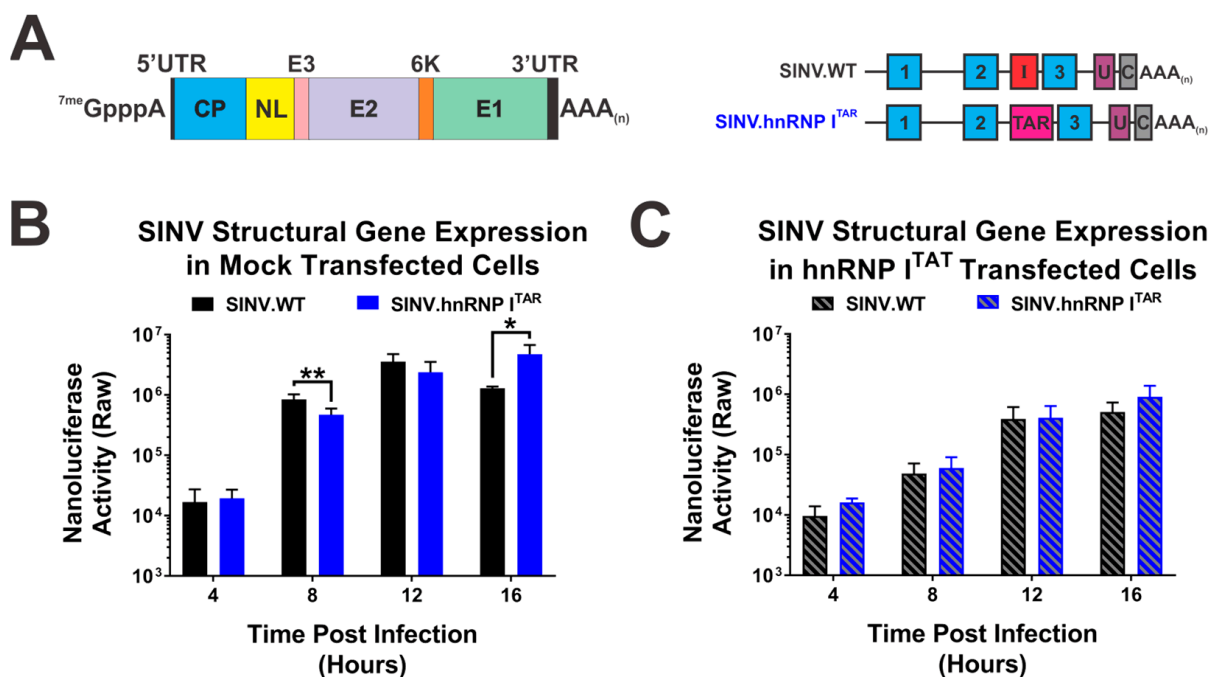 A
5'UTR E3 6K 3'UTR
7meGpppA CP NL E2 E1 AAA(n)
SINV.WT 1 2 I 3 U C AAA(n)
SINV.hnRNP I^TAR 1 2 TAR 3 U C AAA(n)
B
SINV Structural Gene Expression
in Mock Transfected Cells
SINV.WT SINV.hnRNP I^TAR
Nanoluciferase
Activity (Raw)
10^7
10^6
10^5
10^4
10^3
**
*
4 8 12 16
Time Post Infection
(Hours)
C
SINV Structural Gene Expression
in hnRNP I^TAT Transfected Cells
SINV.WT SINV.hnRNP I^TAR
Nanoluciferase
Activity (Raw)
10^7
10^6
10^5
10^4
10^3
4 8 12 16
Time Post Infection
(Hours)